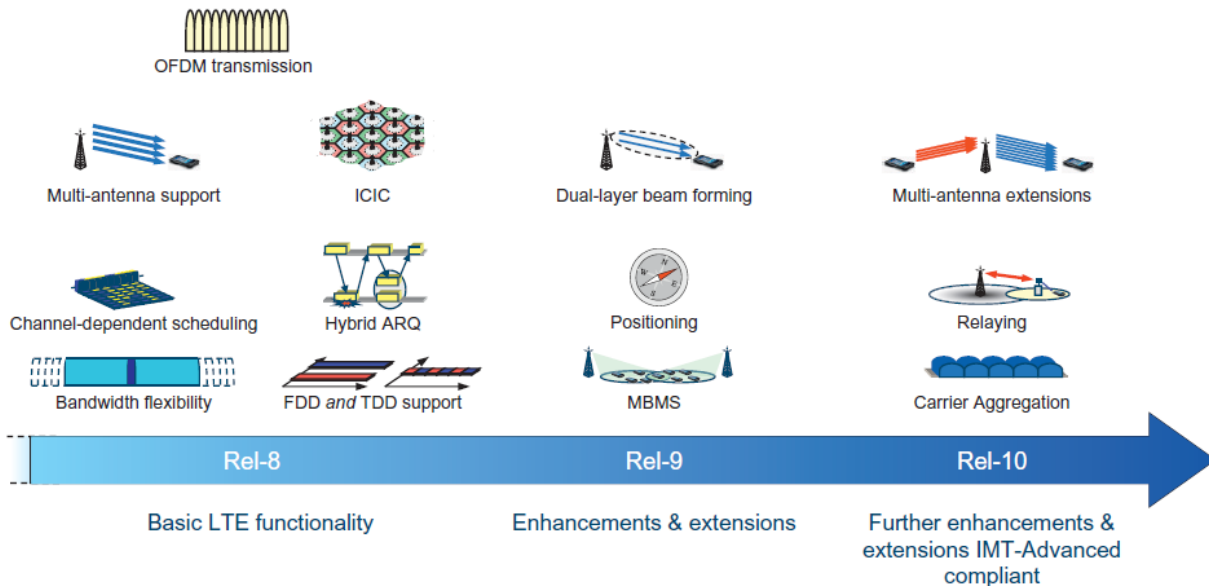 OFDM transmission
Multi-antenna support
ICIC
Dual-layer beam forming
Multi-antenna extensions
N
W
E
S
Channel-dependent scheduling
Hybrid ARQ
Positioning
Relaying
Bandwidth flexibility
FDD and TDD support
MBMS
Carrier Aggregation
Rel-8
Rel-9
Rel-10
Basic LTE functionality
Enhancements & extensions
Further enhancements &
extensions IMT-Advanced
compliant